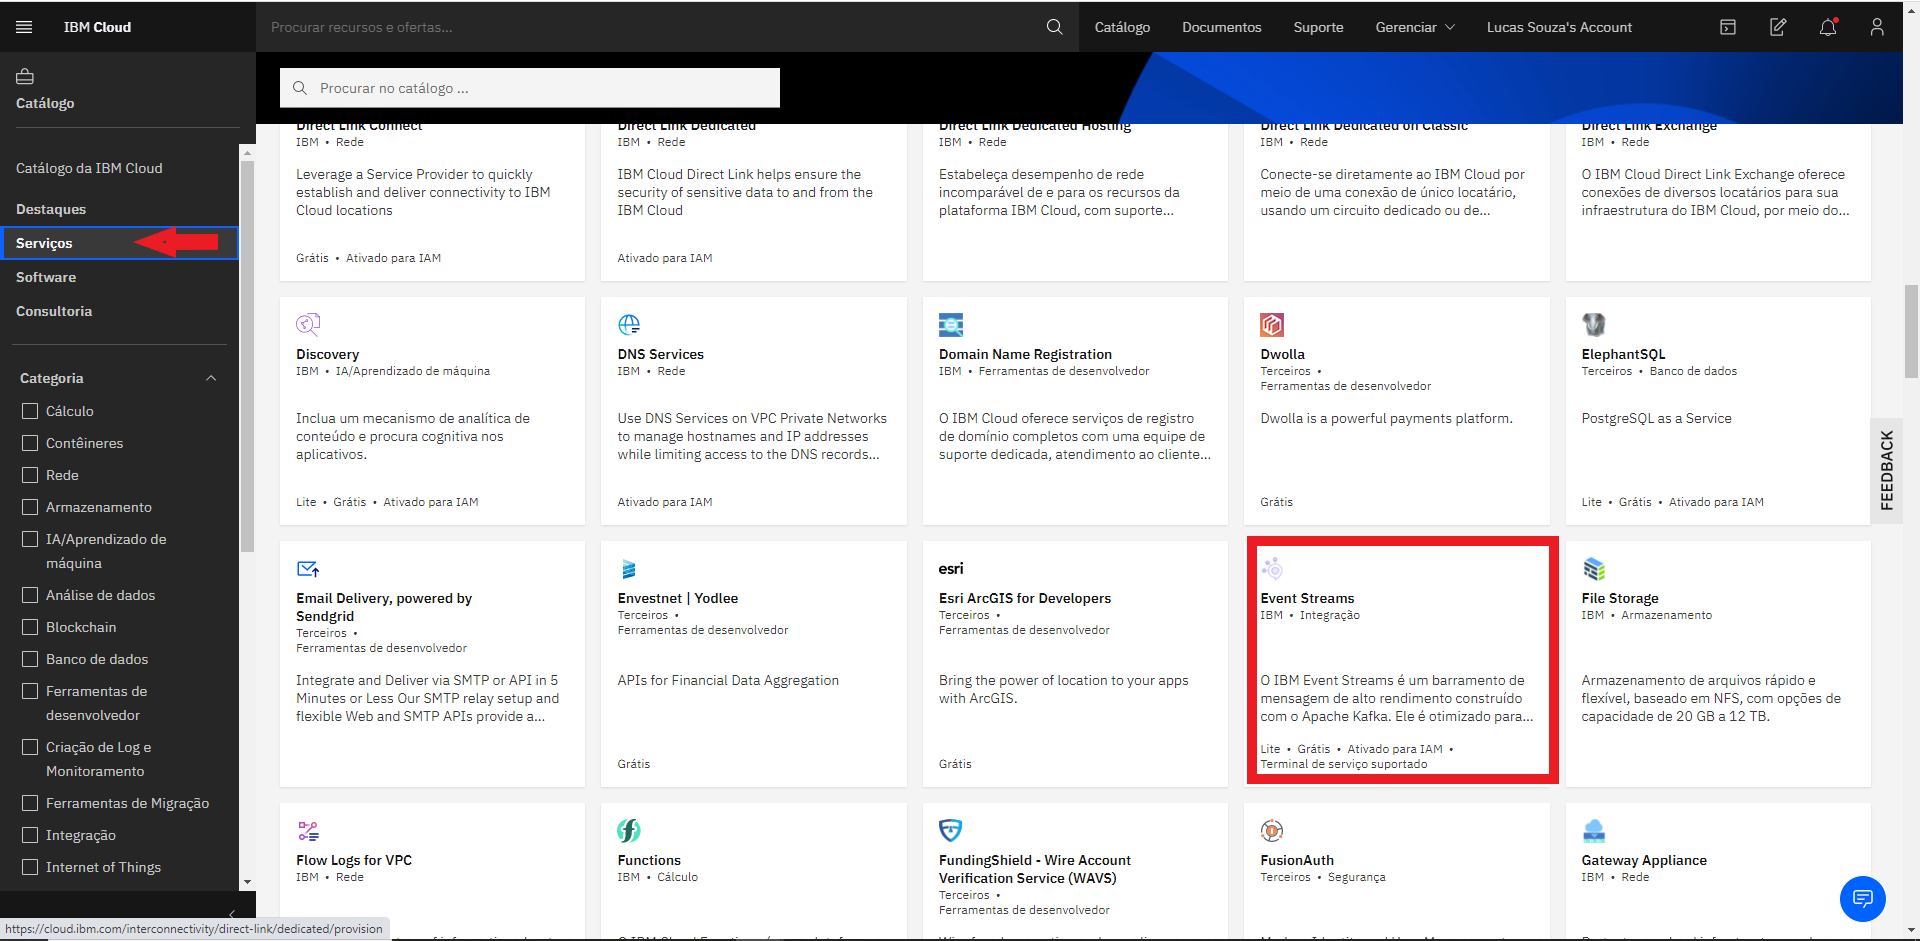 IBM Cloud
Procurar recursos e ofertas...
Catálogo
Documentos
Suporte
Gerenciar
Lucas Souza's Account
Catálogo
Catálogo da IBM Cloud
Destaques
Serviços
Software
Consultoria
Categoria
Cálculo
Contêineres
Rede
Armazenamento
IA/Aprendizado de
máquina
Análise de dados
Blockchain
Banco de dados
Ferramentas de
desenvolvedor
Criação de Log e
Monitoramento
Ferramentas de Migração
Integração
Internet of Things
https://cloud.ibm.com/interconnectivity/direct-link/dedicated/provision
Procurar no catálogo ...
Direct Link Connect
IBM • Rede
Leverage a Service Provider to quickly
establish and deliver connectivity to IBM
Cloud locations
Grátis • Ativado para IAM
Direct Link Dedicated
IBM • Rede
IBM Cloud Direct Link helps ensure the
security of sensitive data to and from the
IBM Cloud
Ativado para IAM
Direct Link Dedicated Hosting
IBM • Rede
Estabeleça desempenho de rede
incomparável de e para os recursos da
plataforma IBM Cloud, com suporte...
Direct Link Dedicated on Classic
IBM • Rede
Conecte-se diretamente ao IBM Cloud por
meio de uma conexão de único locatário,
usando um circuito dedicado ou de...
Direct Link Exchange
IBM • Rede
O IBM Cloud Direct Link Exchange oferece
conexões de diversos locatários para sua
infraestrutura do IBM Cloud, por meio do...
Discovery
IBM • IA/Aprendizado de máquina
Inclua um mecanismo de analítica de
conteúdo e procura cognitiva nos
aplicativos.
Lite • Grátis • Ativado para IAM
DNS Services
IBM • Rede
Use DNS Services on VPC Private Networks
to manage hostnames and IP addresses
while limiting access to the DNS records...
Ativado para IAM
Domain Name Registration
IBM • Ferramentas de desenvolvedor
O IBM Cloud oferece serviços de registro
de domínio completos com uma equipe de
suporte dedicada, atendimento ao cliente...
Dwolla
Terceiros •
Ferramentas de desenvolvedor
Dwolla is a powerful payments platform.
Grátis
ElephantSQL
Terceiros • Banco de dados
PostgreSQL as a Service
Lite • Grátis • Ativado para IAM
Email Delivery, powered by
Sendgrid
Terceiros •
Ferramentas de desenvolvedor
Integrate and Deliver via SMTP or API in 5
Minutes or Less Our SMTP relay setup and
flexible Web and SMTP APIs provide a...
Envestnet | Yodlee
Terceiros •
Ferramentas de desenvolvedor
APIs for Financial Data Aggregation
Grátis
esri
Esri ArcGIS for Developers
Terceiros •
Ferramentas de desenvolvedor
Bring the power of location to your apps
with ArcGIS.
Grátis
Event Streams
IBM • Integração
O IBM Event Streams é um barramento de
mensagem de alto rendimento construído
com o Apache Kafka. Ele é otimizado para...
Lite • Grátis • Ativado para IAM •
Terminal de serviço suportado
File Storage
IBM • Armazenamento
Armazenamento de arquivos rápido e
flexível, baseado em NFS, com opções de
capacidade de 20 GB a 12 TB.
Flow Logs for VPC
IBM • Rede
Functions
IBM • Cálculo
FundingShield - Wire Account
Verification Service (WAVS)
Terceiros •
Ferramentas de desenvolvedor
FusionAuth
Terceiros • Segurança
Gateway Appliance
IBM • Rede
FEEDBACK